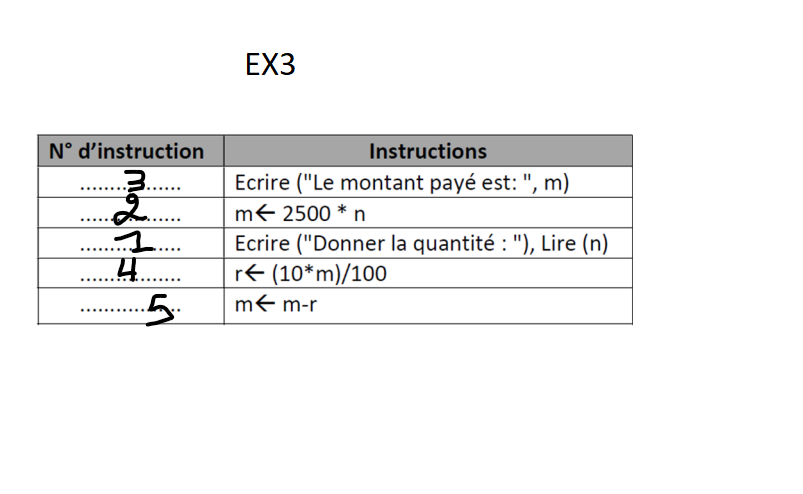 EX3
N° d'instruction Instructions
.......3...... Ecrire ("Le montant payé est: ", m)
.......2...... m← 2500 * n
.......1...... Ecrire ("Donner la quantité : "), Lire (n)
.......4...... r← (10*m)/100
.......5...... m← m-r